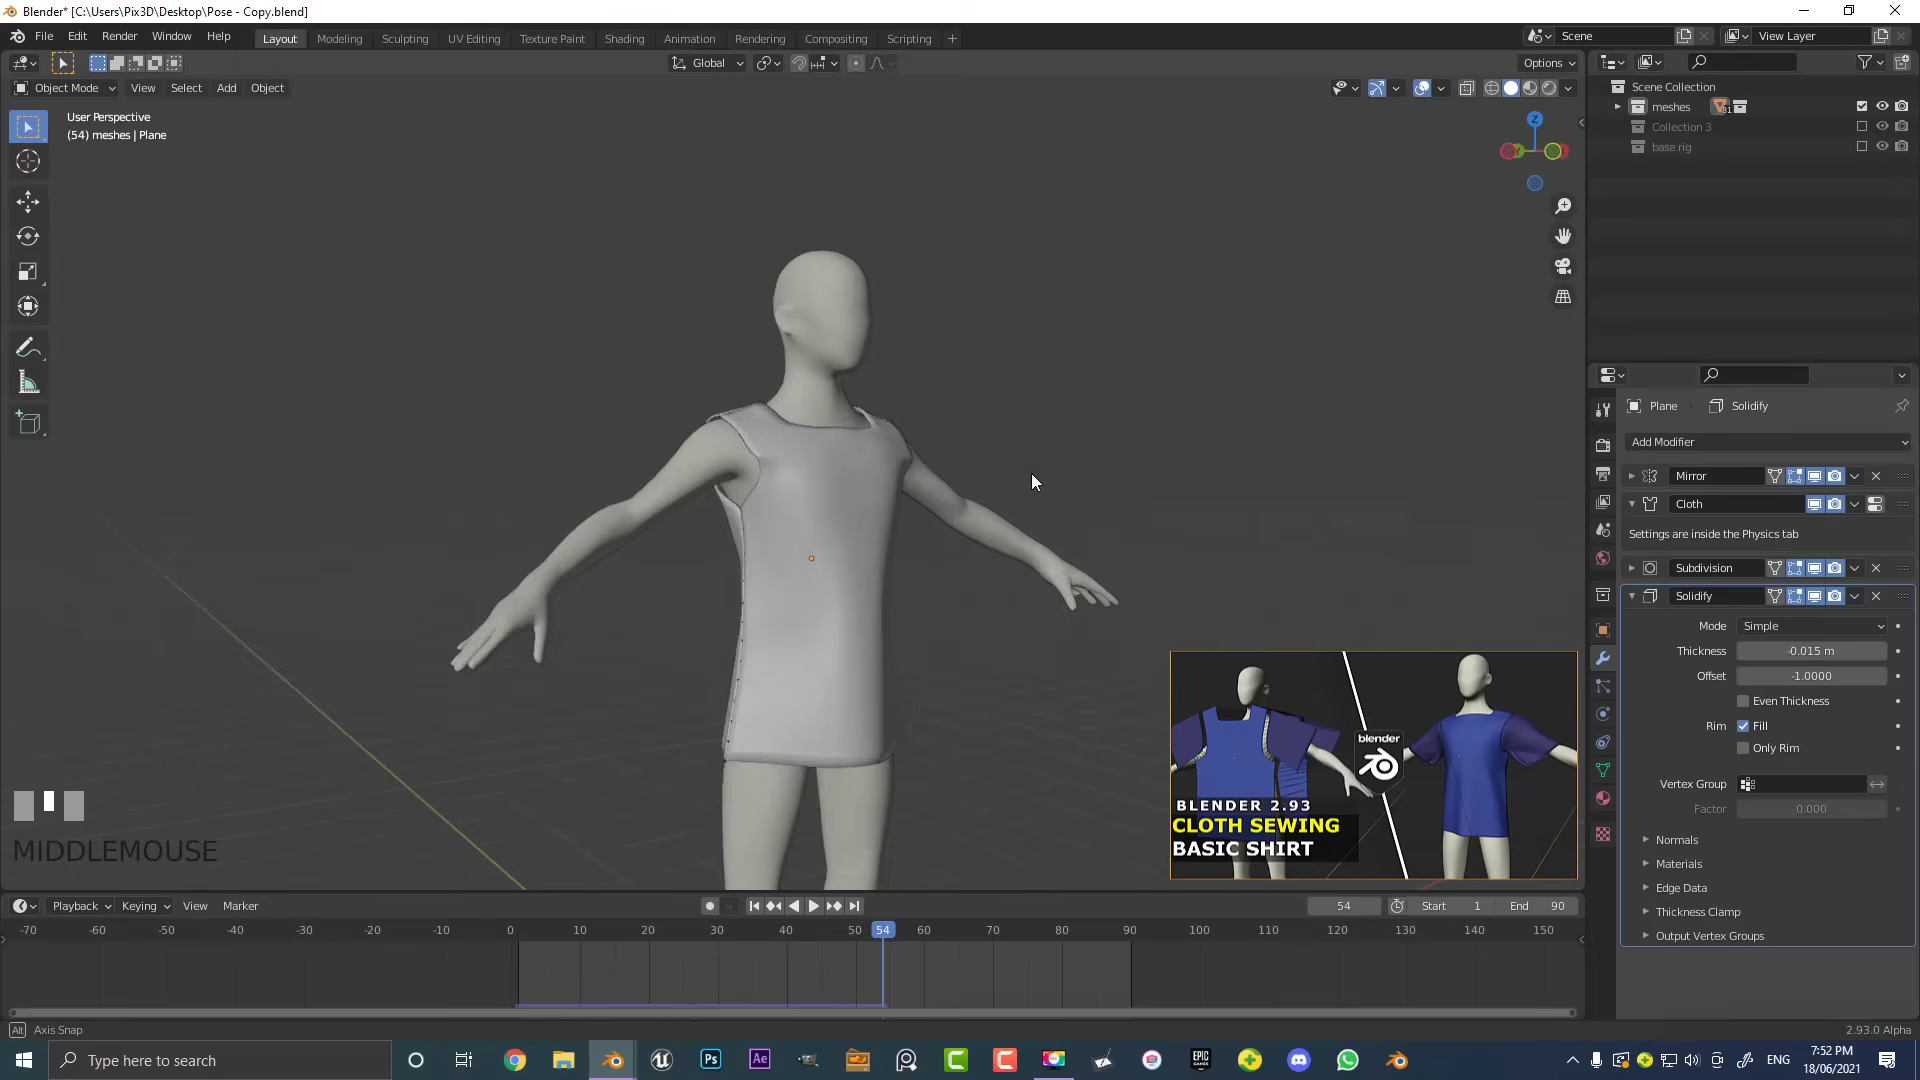 Blender* [C:\Users\Pix3D\Desktop\Pose - Copy.blend]
File Edit Render Window Help Layout Modeling Sculpting UV Editing Texture Paint Shading Animation Rendering Compositing Scripting + Scene View Layer
Global Options
Object Mode View Select Add Object
User Perspective
(54) meshes | Plane
Z
Scene Collection
meshes 31
Collection 3
base rig
Plane Solidify
Add Modifier
Mirror
Cloth
Settings are inside the Physics tab
Subdivision
Solidify
Mode Simple
Thickness -0.015 m
Offset -1.0000
Even Thickness
Rim Fill
Only Rim
Vertex Group
Factor 0.000
Normals
Materials
Edge Data
Thickness Clamp
Output Vertex Groups
MIDDLEMOUSE
blender
BLENDER 2.93
CLOTH SEWING
BASIC SHIRT
Playback Keying View Marker 54 Start 1 End 90
-70 -60 -50 -40 -30 -20 -10 0 10 20 30 40 50 54 60 70 80 90 100 110 120 130 140 150
Alt Axis Snap 2.93.0 Alpha
Type here to search
Ps Ae EPIC GAMES ENG
7:52 PM
18/06/2021